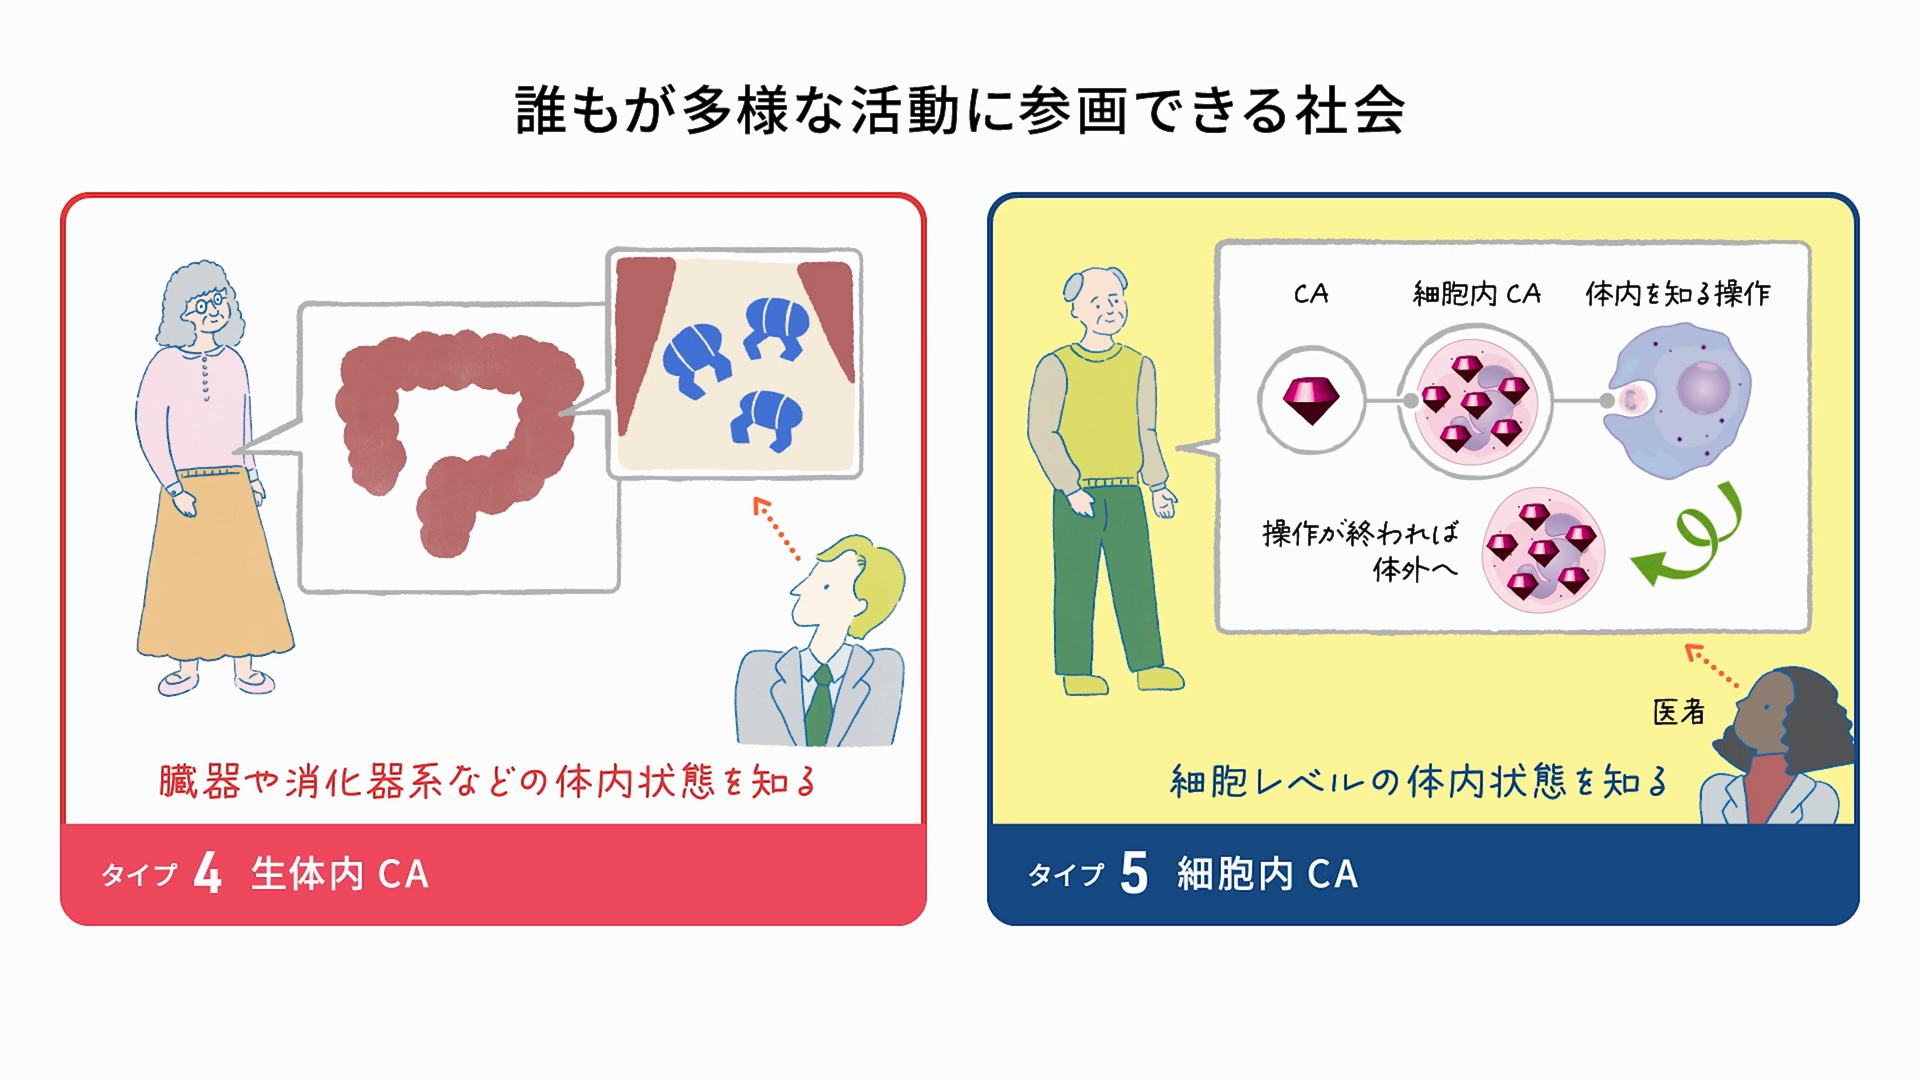 誰もが多様な活動に参画できる社会
臓器や消化器系などの体内状態を知る
タイプ 4 生体内 CA
CA
細胞内 CA
体内を知る操作
操作が終われば
体外へ
医者
細胞レベルの体内状態を知る
タイプ 5 細胞内 CA